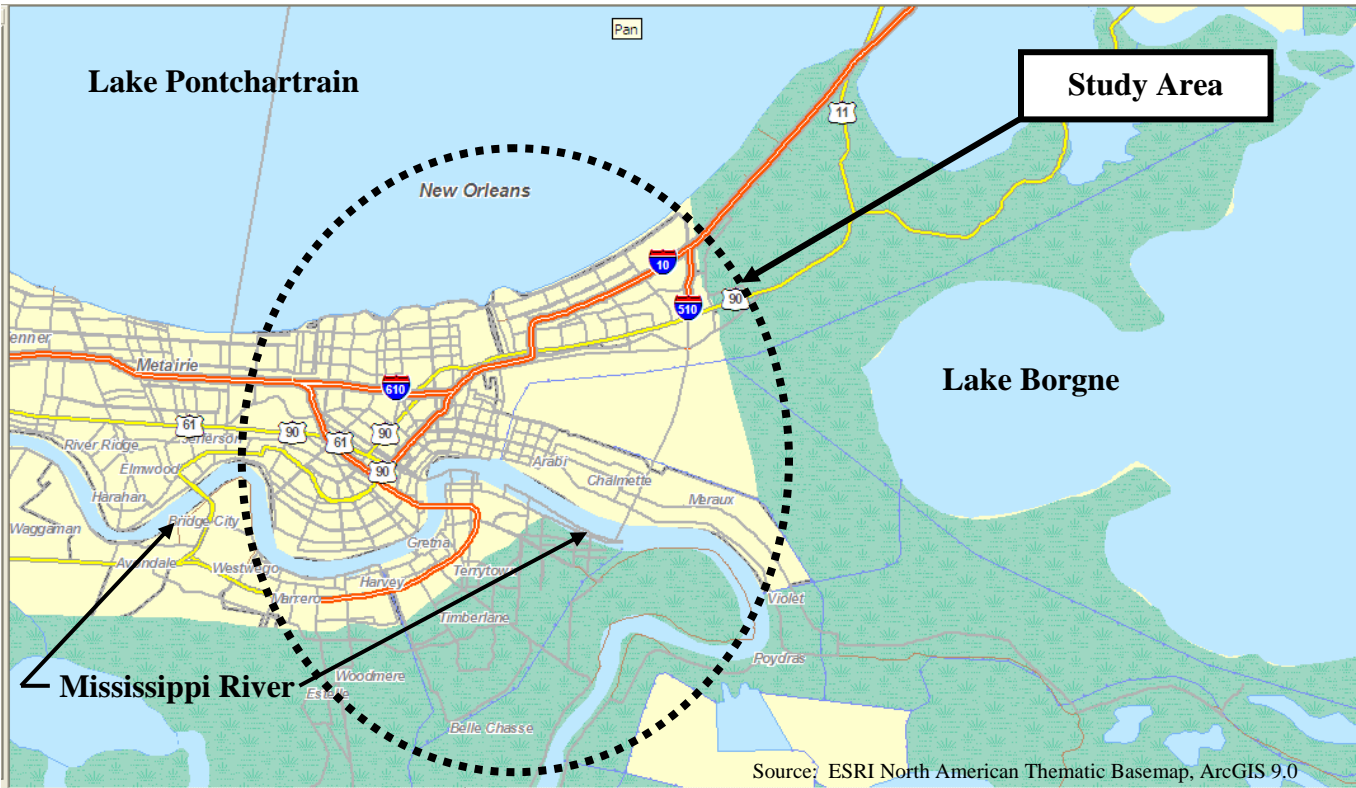 Pan
Lake Pontchartrain
Study Area
11
New Orleans
10
90
510
enner
Metairie
Lake Borgne
610
61
90
61
90
Jefferson
River Ridge
Elmwood
90
Arabi
Chalmette
Harahan
Meraux
Waggaman
Bridge City
Gretna
Avondale
Westwego
Harvey
Terrytown
Marrero
Violet
Timberlane
Poydras
Mississippi River
Woodmere
Estelle
Belle Chasse
Source: ESRI North American Thematic Basemap, ArcGIS 9.0